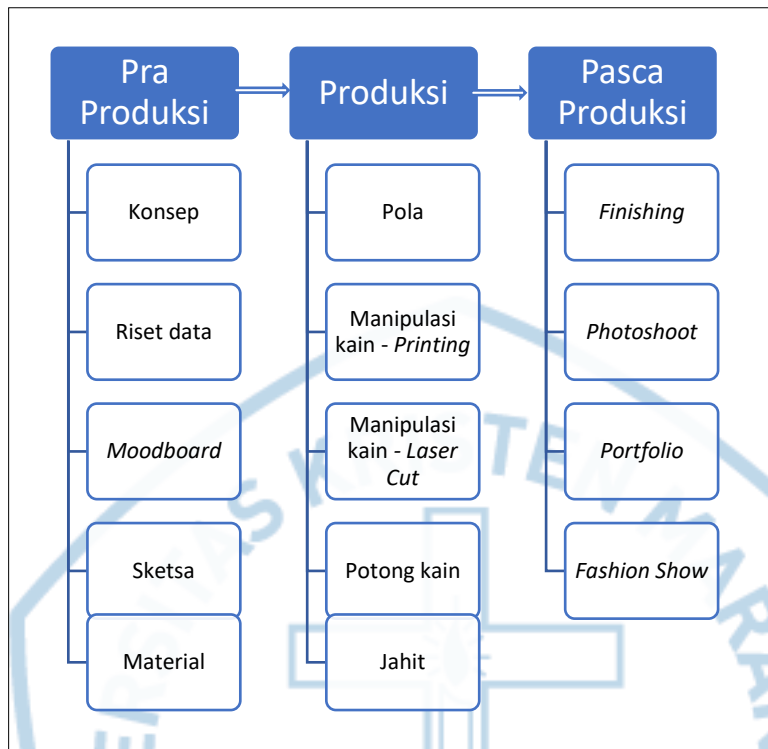 Pra
Produksi
Konsep
Riset data
Moodboard
Sketsa
Material
Produksi
Pola
Manipulasi
kain - Printing
Manipulasi
kain - Laser
Cut
Potong kain
Jahit
Pasca
Produksi
Finishing
Photoshoot
Portfolio
Fashion Show